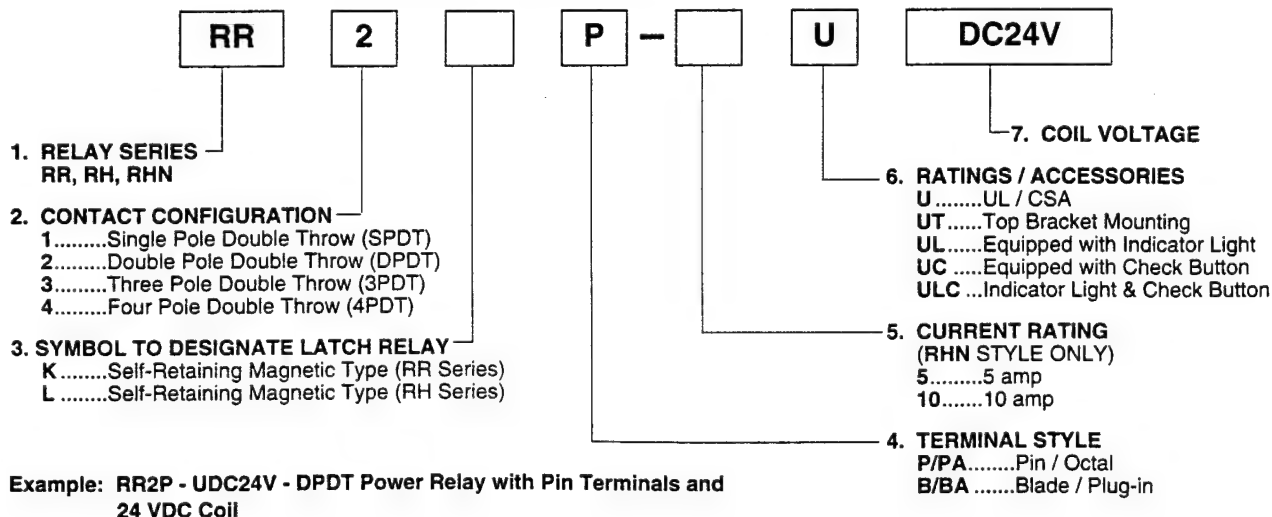 RR 2 P – U DC24V
1. RELAY SERIES
RR, RH, RHN
2. CONTACT CONFIGURATION
1.........Single Pole Double Throw (SPDT)
2.........Double Pole Double Throw (DPDT)
3.........Three Pole Double Throw (3PDT)
4.........Four Pole Double Throw (4PDT)
3. SYMBOL TO DESIGNATE LATCH RELAY
K ........Self-Retaining Magnetic Type (RR Series)
L ........Self-Retaining Magnetic Type (RH Series)
7. COIL VOLTAGE
6. RATINGS / ACCESSORIES
U ........UL / CSA
UT ......Top Bracket Mounting
UL ......Equipped with Indicator Light
UC .....Equipped with Check Button
ULC ...Indicator Light & Check Button
5. CURRENT RATING
(RHN STYLE ONLY)
5.........5 amp
10.......10 amp
4. TERMINAL STYLE
P/PA........Pin / Octal
B/BA .......Blade / Plug-in
Example: RR2P - UDC24V - DPDT Power Relay with Pin Terminals and
24 VDC Coil